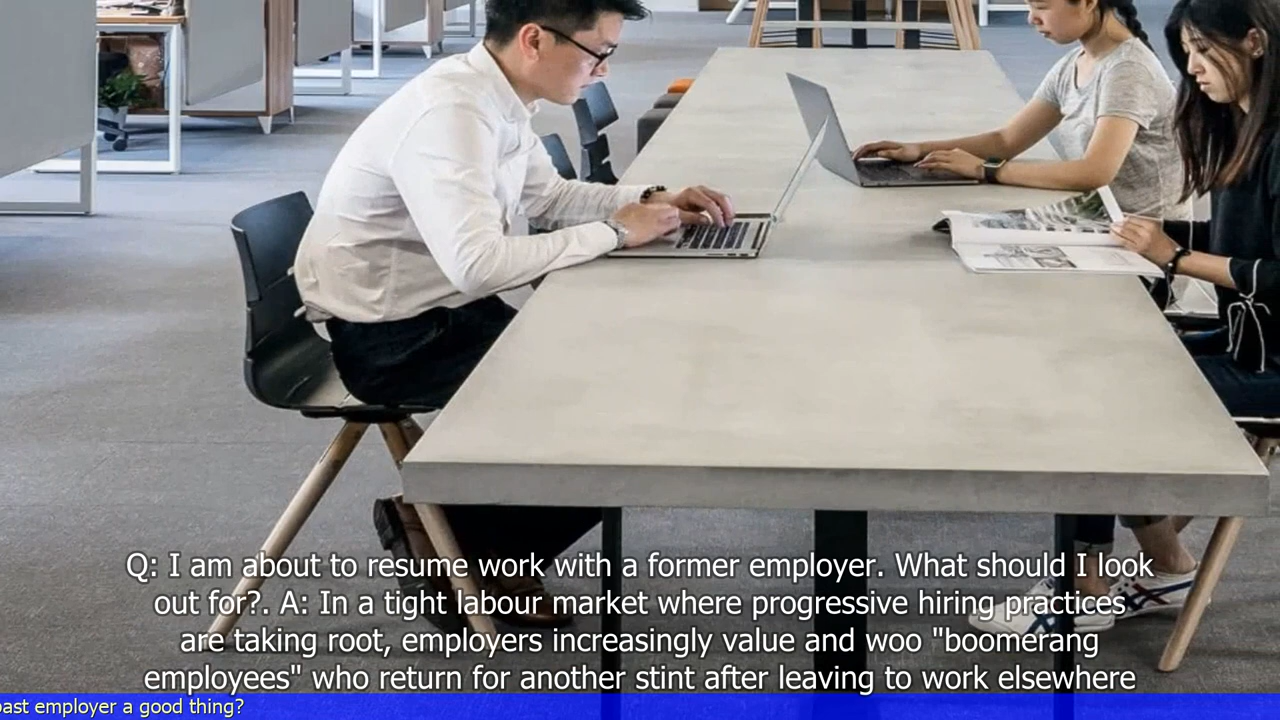 Q: I am about to resume work with a former employer. What should I look
out for?. A: In a tight labour market where progressive hiring practices
are taking root, employers increasingly value and woo "boomerang
employees" who return for another stint after leaving to work elsewhere
past employer a good thing?